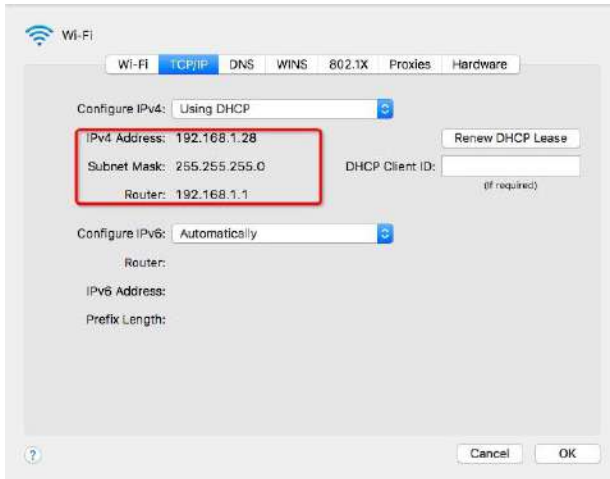 Wi-Fi
Wi-Fi TCP/IP DNS WINS 802.1X Proxies Hardware
Configure IPv4: Using DHCP
IPv4 Address: 192.168.1.28 Renew DHCP Lease
Subnet Mask: 255.255.255.0 DHCP Client ID:
(If required)
Router: 192.168.1.1
Configure IPv6: Automatically
Router:
IPv6 Address:
Prefix Length:
? Cancel OK